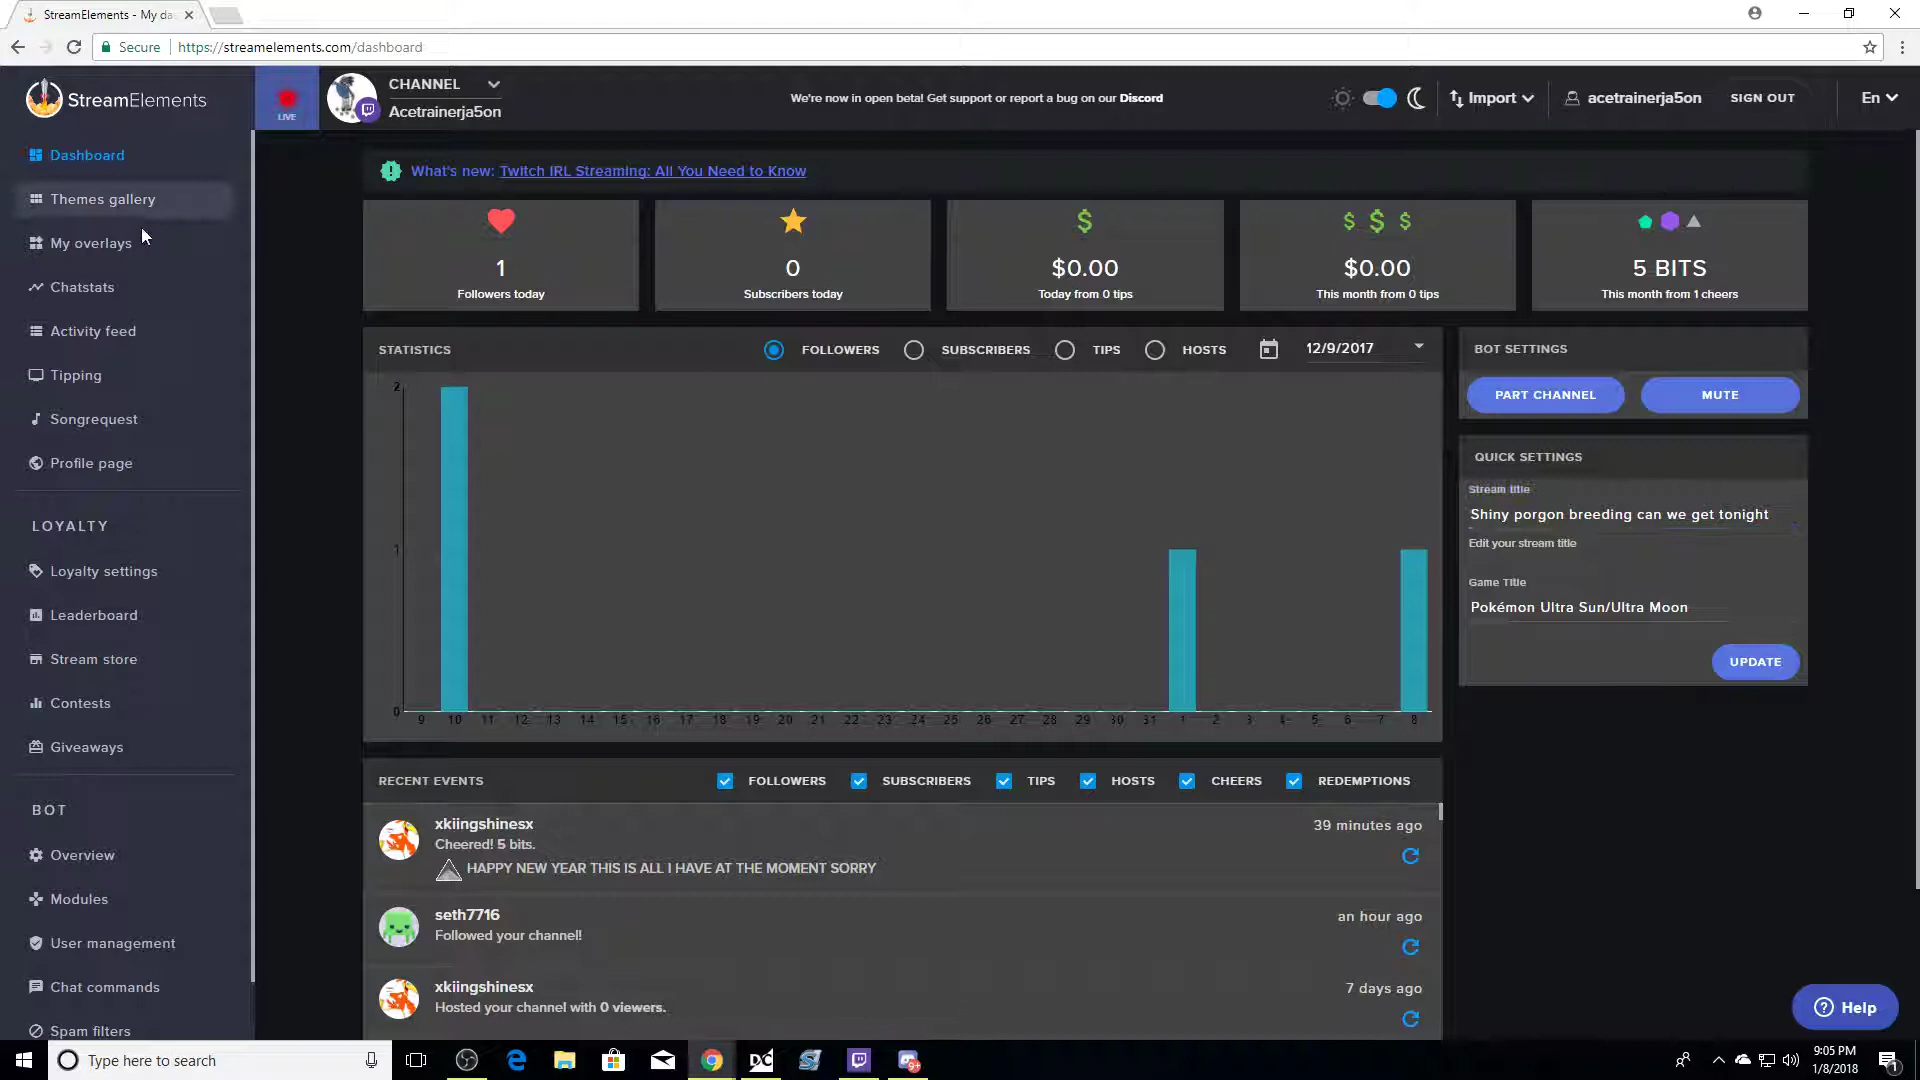 StreamElements - My da
Secure
https://streamelements.com/dashboard
StreamElements
LIVE
CHANNEL
Acetrainerja5on
We're now in open beta! Get support or report a bug on our Discord
Import
acetrainerja5on
SIGN OUT
En
Dashboard
Themes gallery
My overlays
Chatstats
Activity feed
Tipping
Songrequest
Profile page
LOYALTY
Loyalty settings
Leaderboard
Stream store
Contests
Giveaways
BOT
Overview
Modules
User management
Chat commands
Spam filters
What's new: Twitch IRL Streaming: All You Need to Know
1
Followers today
0
Subscribers today
$0.00
Today from 0 tips
$0.00
This month from 0 tips
5 BITS
This month from 1 cheers
STATISTICS
FOLLOWERS
SUBSCRIBERS
TIPS
HOSTS
12/9/2017
2
1
0
9 10 11 12 13 14 15 16 17 18 19 20 21 22 23 24 25 26 27 28 29 30 31 1 2 3 4 5 6 7 8
BOT SETTINGS
PART CHANNEL
MUTE
QUICK SETTINGS
Stream title
Shiny porgon breeding can we get tonight
Edit your stream title
Game Title
Pokémon Ultra Sun/Ultra Moon
UPDATE
RECENT EVENTS
FOLLOWERS
SUBSCRIBERS
TIPS
HOSTS
CHEERS
REDEMPTIONS
xkiingshinesx
39 minutes ago
Cheered! 5 bits.
HAPPY NEW YEAR THIS IS ALL I HAVE AT THE MOMENT SORRY
seth7716
an hour ago
Followed your channel!
xkiingshinesx
7 days ago
Hosted your channel with 0 viewers.
Help
Type here to search
9:05 PM
1/8/2018